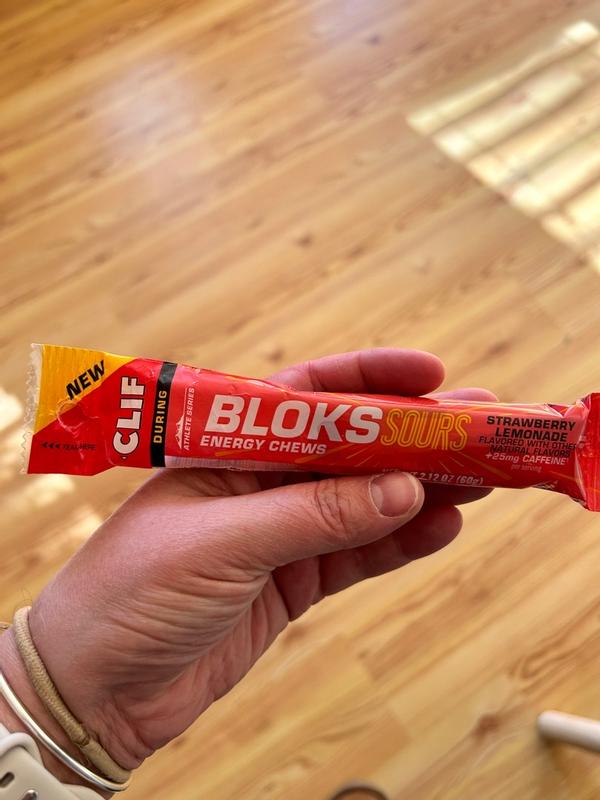 NEW
CLIF
DURING
ATHLETE SERIES
BLOKS SOURS
ENERGY CHEWS
STRAWBERRY
LEMONADE
FLAVORED WITH OTHER
NATURAL FLAVORS
+25mg CAFFEINE
per serving
2.12 OZ (60g)